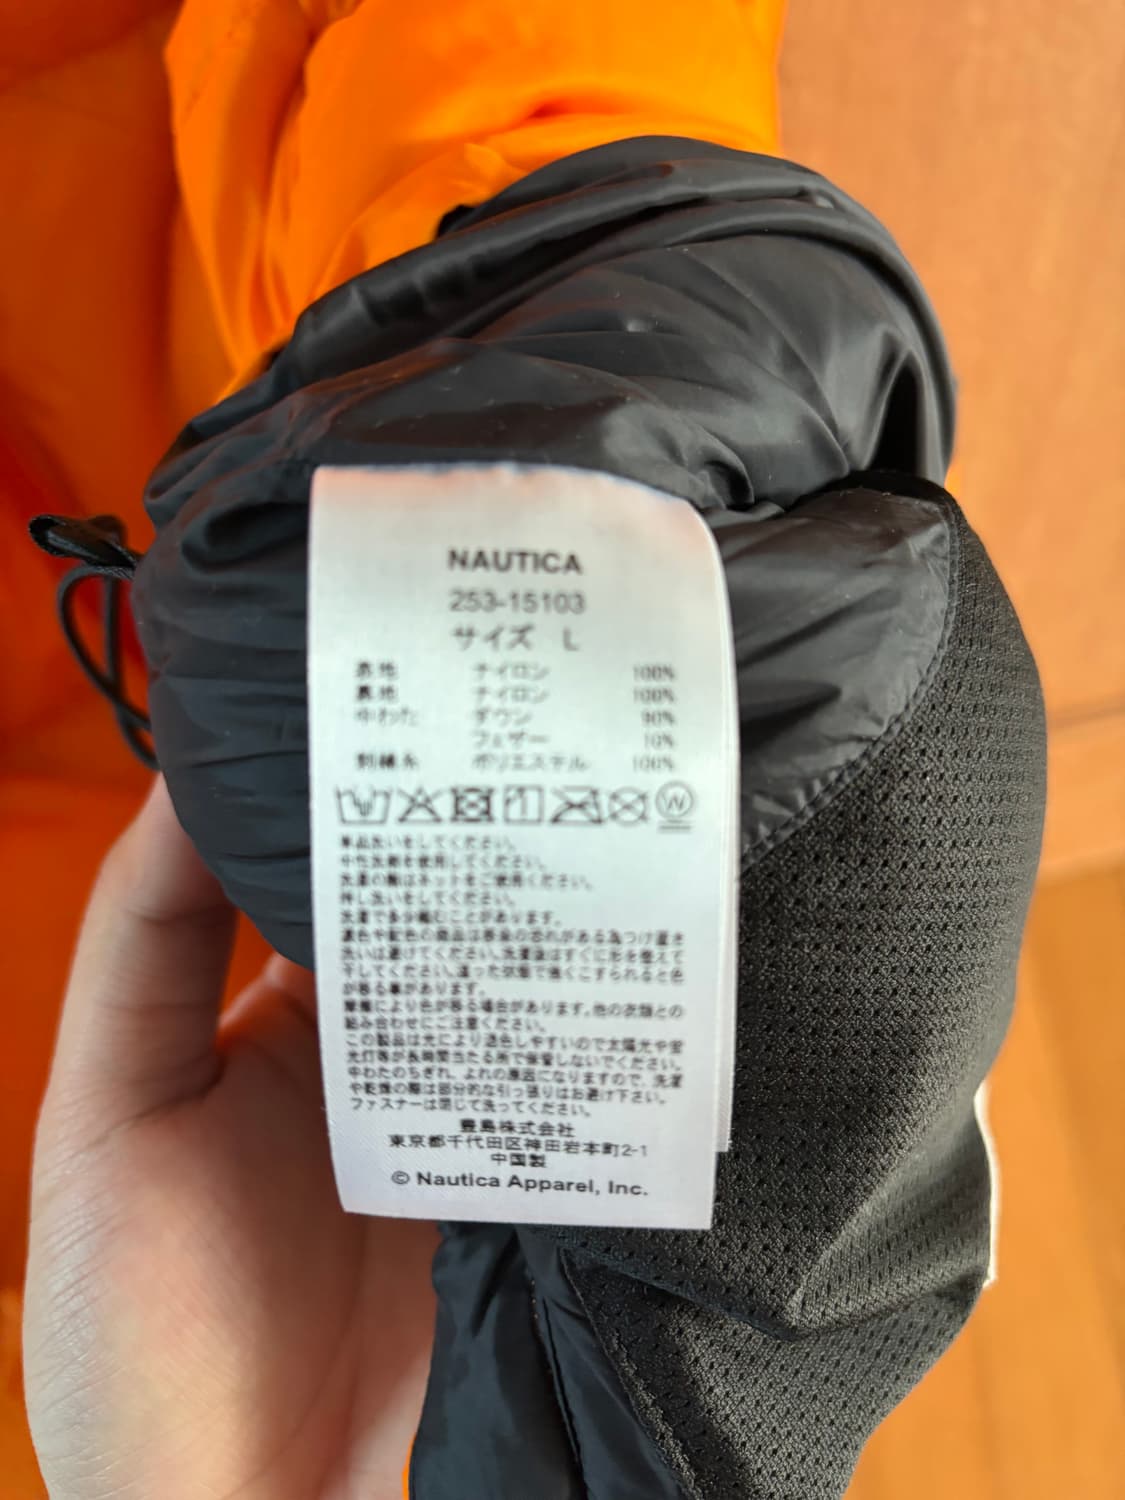 NAUTICA
253-15103
サイズ L
表地 ナイロン 100%
裏地 ナイロン 100%
中わた ダウン 90%
フェザー 10%
刺繍糸 ポリエステル 100%
W
単品洗いをしてください。
中性洗剤を使用してください。
洗濯の際はネットをご使用ください。
押し洗いをしてください。
洗濯で多少縮むことがあります。
濃色や配色の商品は移染の恐れがある為つけ置き
洗いは避けてください。洗濯後はすぐに形を整えて
干してください。湿った状態で強くこすられると色
が移る事があります。
摩擦により色が移る場合があります。他の衣類との
組み合わせにご注意ください。
この製品は光により退色しやすいので太陽光や蛍
光灯等が長時間当たる所で保管しないでください。
中わたのちぎれ、よれの原因になりますので、洗濯
や乾燥の際は部分的な引っ張りはお避け下さい。
ファスナーは閉じて洗ってください。
豊島株式会社
東京都千代田区神田岩本町2-1
中国製
© Nautica Apparel, Inc.